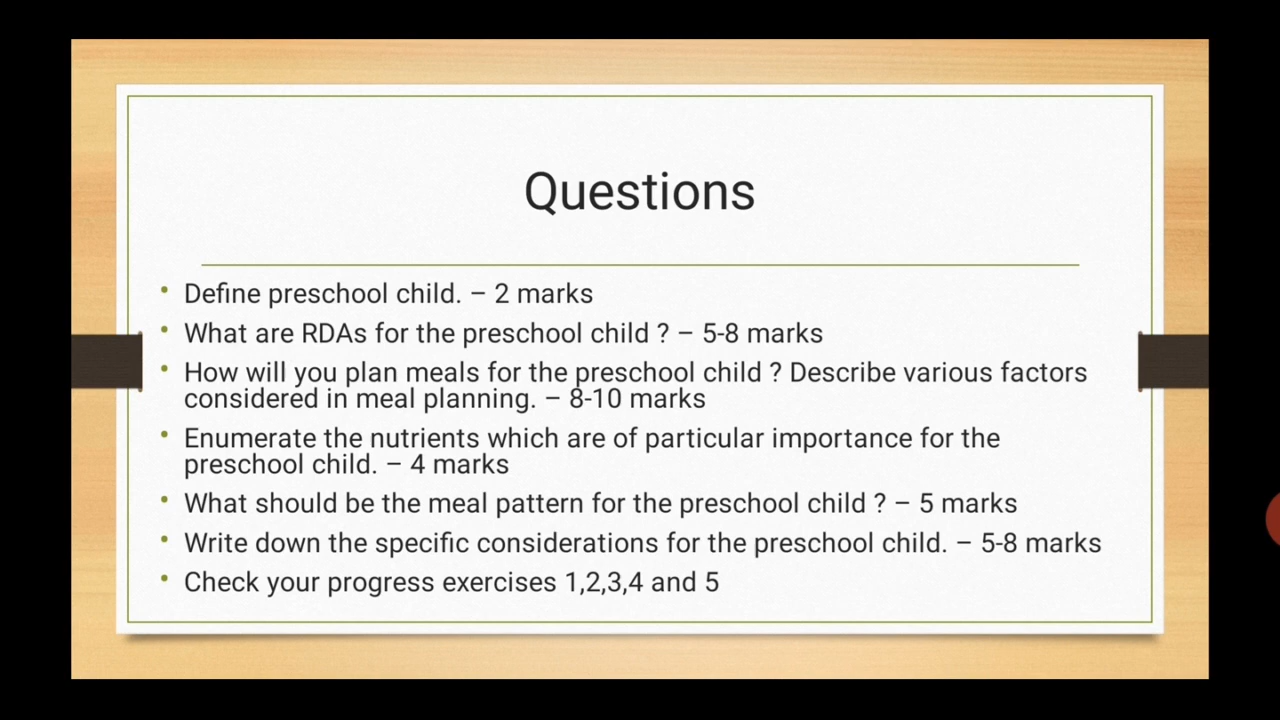 Questions
• Define preschool child. – 2 marks
• What are RDAs for the preschool child ? – 5-8 marks
• How will you plan meals for the preschool child ? Describe various factors
considered in meal planning. – 8-10 marks
• Enumerate the nutrients which are of particular importance for the
preschool child. – 4 marks
• What should be the meal pattern for the preschool child ? – 5 marks
• Write down the specific considerations for the preschool child. – 5-8 marks
• Check your progress exercises 1,2,3,4 and 5